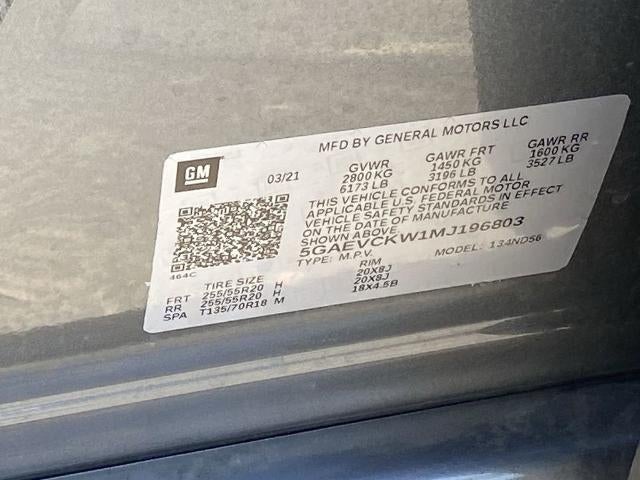 MFD BY GENERAL MOTORS LLC
GM
03/21
GVWR
2800 KG
6173 LB
GAWR FRT
1450 KG
3196 LB
GAWR RR
1600 KG
3527 LB
THIS VEHICLE CONFORMS TO ALL
APPLICABLE U.S. FEDERAL MOTOR
VEHICLE SAFETY STANDARDS IN EFFECT
ON THE DATE OF MANUFACTURE
SHOWN ABOVE.
5GAEVCKW1MJ196803
TYPE: M.P.V. MODEL: 134ND56
464C
TIRE SIZE RIM
FRT 255/55R20 H 20X8J
RR 255/55R20 H 20X8J
SPA T135/70R18 M 18X4.5B